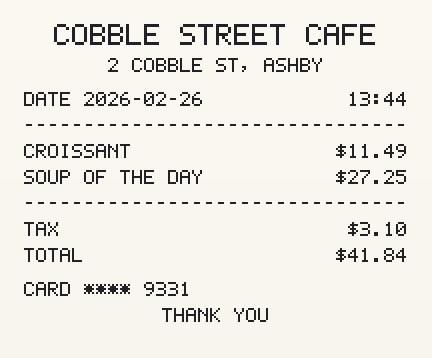 COBBLE STREET CAFE
2 COBBLE ST, ASHBY
DATE 2026-02-26 13:44
--------------------------------
CROISSANT $11.49
SOUP OF THE DAY $27.25
--------------------------------
TAX $3.10
TOTAL $41.84
CARD **** 9331
THANK YOU